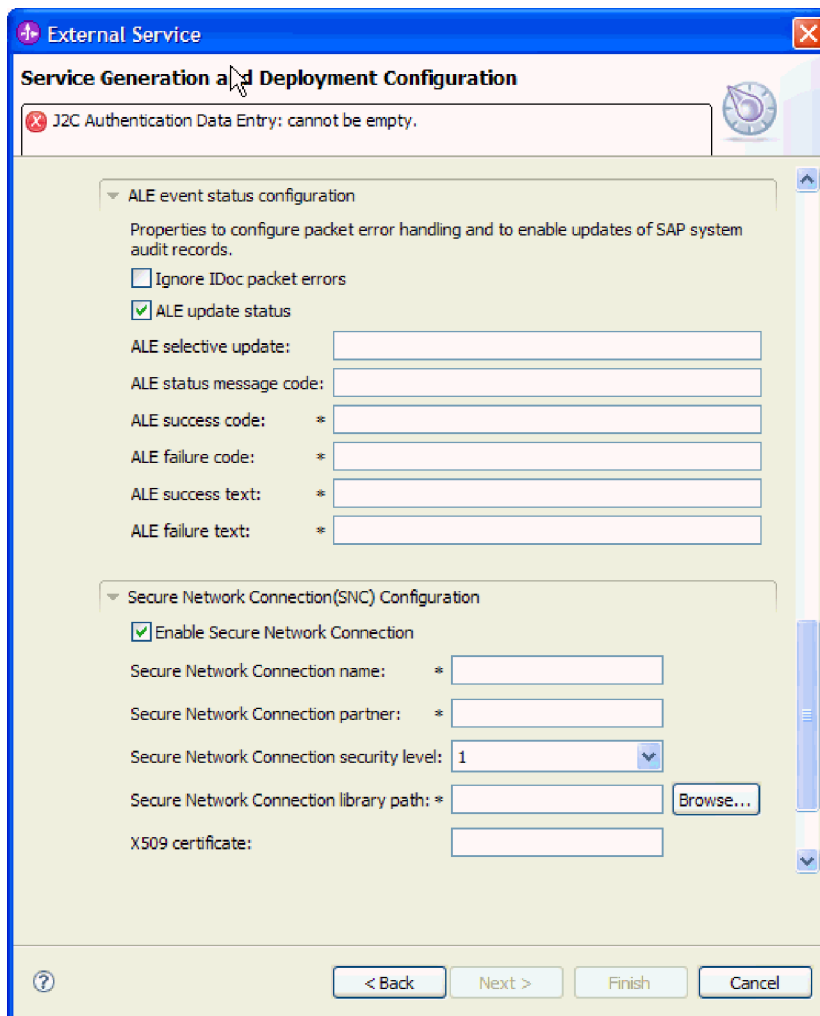 External Service
Service Generation and Deployment Configuration
J2C Authentication Data Entry: cannot be empty.
ALE event status configuration
Properties to configure packet error handling and to enable updates of SAP system
audit records.
Ignore IDoc packet errors
ALE update status
ALE selective update:
ALE status message code:
ALE success code: *
ALE failure code: *
ALE success text: *
ALE failure text: *
Secure Network Connection(SNC) Configuration
Enable Secure Network Connection
Secure Network Connection name: *
Secure Network Connection partner: *
Secure Network Connection security level: 1
Secure Network Connection library path: * Browse...
X509 certificate:
? < Back Next > Finish Cancel